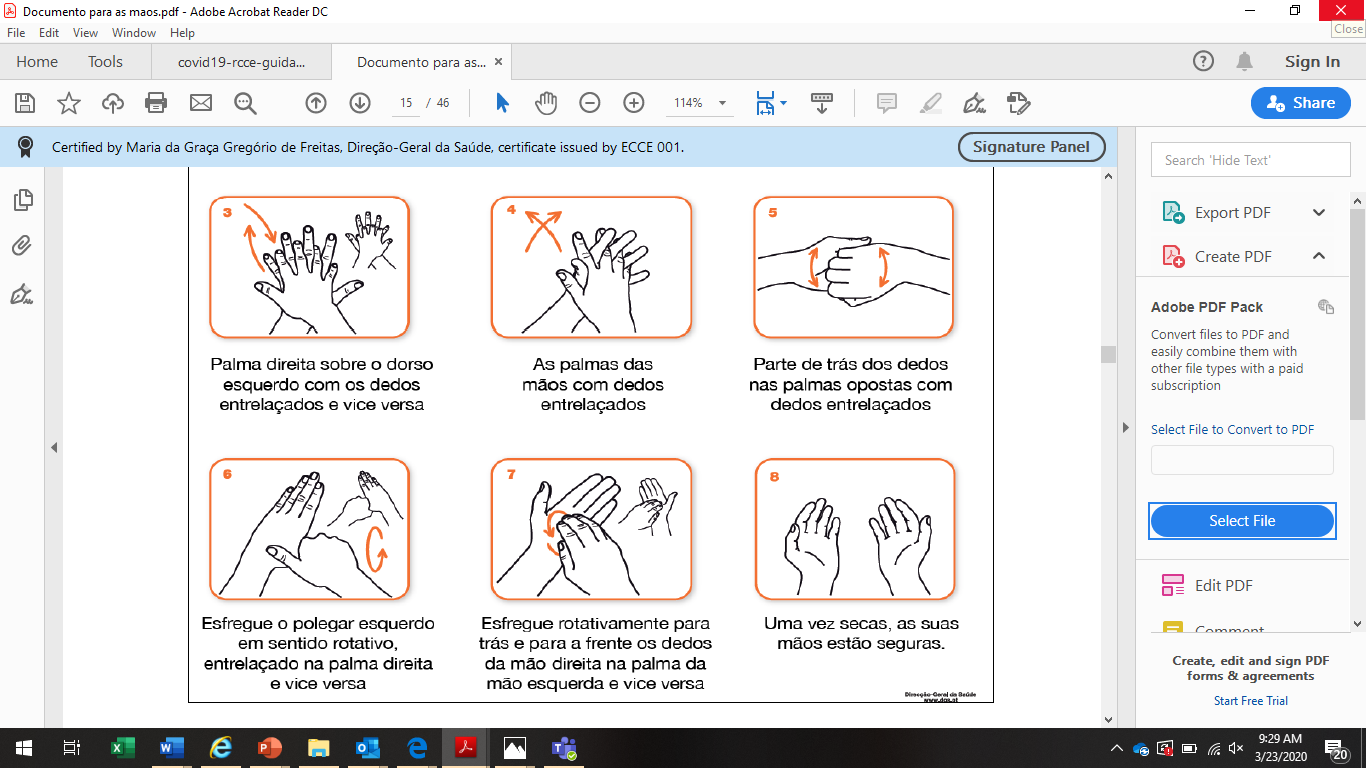 Documento para as maos.pdf - Adobe Acrobat Reader DC
Close
File Edit View Window Help
Home Tools covid19-rcce-guida... Documento para as... × Sign In
15 / 46 114% Share
Certified by Maria da Graça Gregório de Freitas, Direção-Geral da Saúde, certificate issued by ECCE 001.
Signature Panel
3
Palma direita sobre o dorso
esquerdo com os dedos
entrelaçados e vice versa
4
As palmas das
mãos com dedos
entrelaçados
5
Parte de trás dos dedos
nas palmas opostas com
dedos entrelaçados
6
Esfregue o polegar esquerdo
em sentido rotativo,
entrelaçado na palma direita
e vice versa
7
Esfregue rotativamente para
trás e para a frente os dedos
da mão direita na palma da
mão esquerda e vice versa
8
Uma vez secas, as suas
mãos estão seguras.
Direcção-Geral da Saúde
www.dgs.pt
Search 'Hide Text'
Export PDF
Create PDF
Adobe PDF Pack
Convert files to PDF and
easily combine them with
other file types with a paid
subscription
Select File to Convert to PDF
Select File
Edit PDF
Comment
Create, edit and sign PDF
forms & agreements
Start Free Trial
9:29 AM
3/23/2020
20